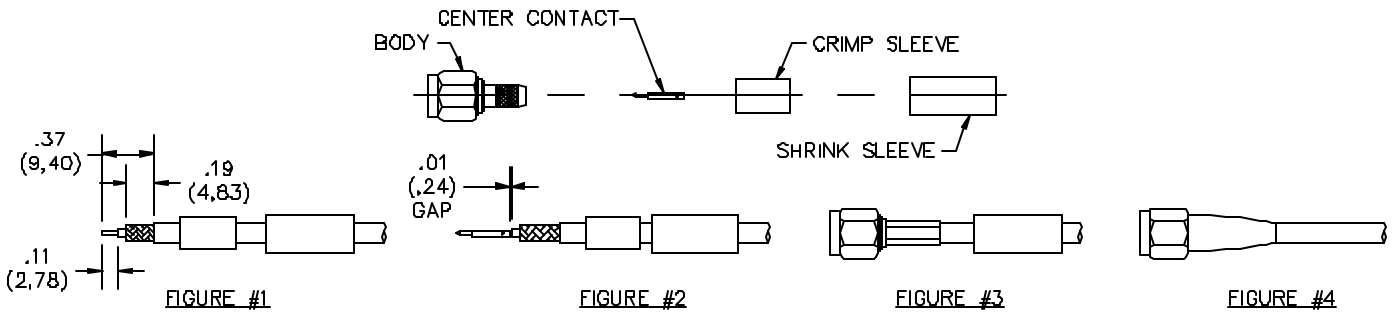 CENTER CONTACT
BODY
CRIMP SLEEVE
SHRINK SLEEVE
.37
(9,40)
.19
(4,83)
.11
(2,78)
.01
(,24)
GAP
FIGURE #1
FIGURE #2
FIGURE #3
FIGURE #4